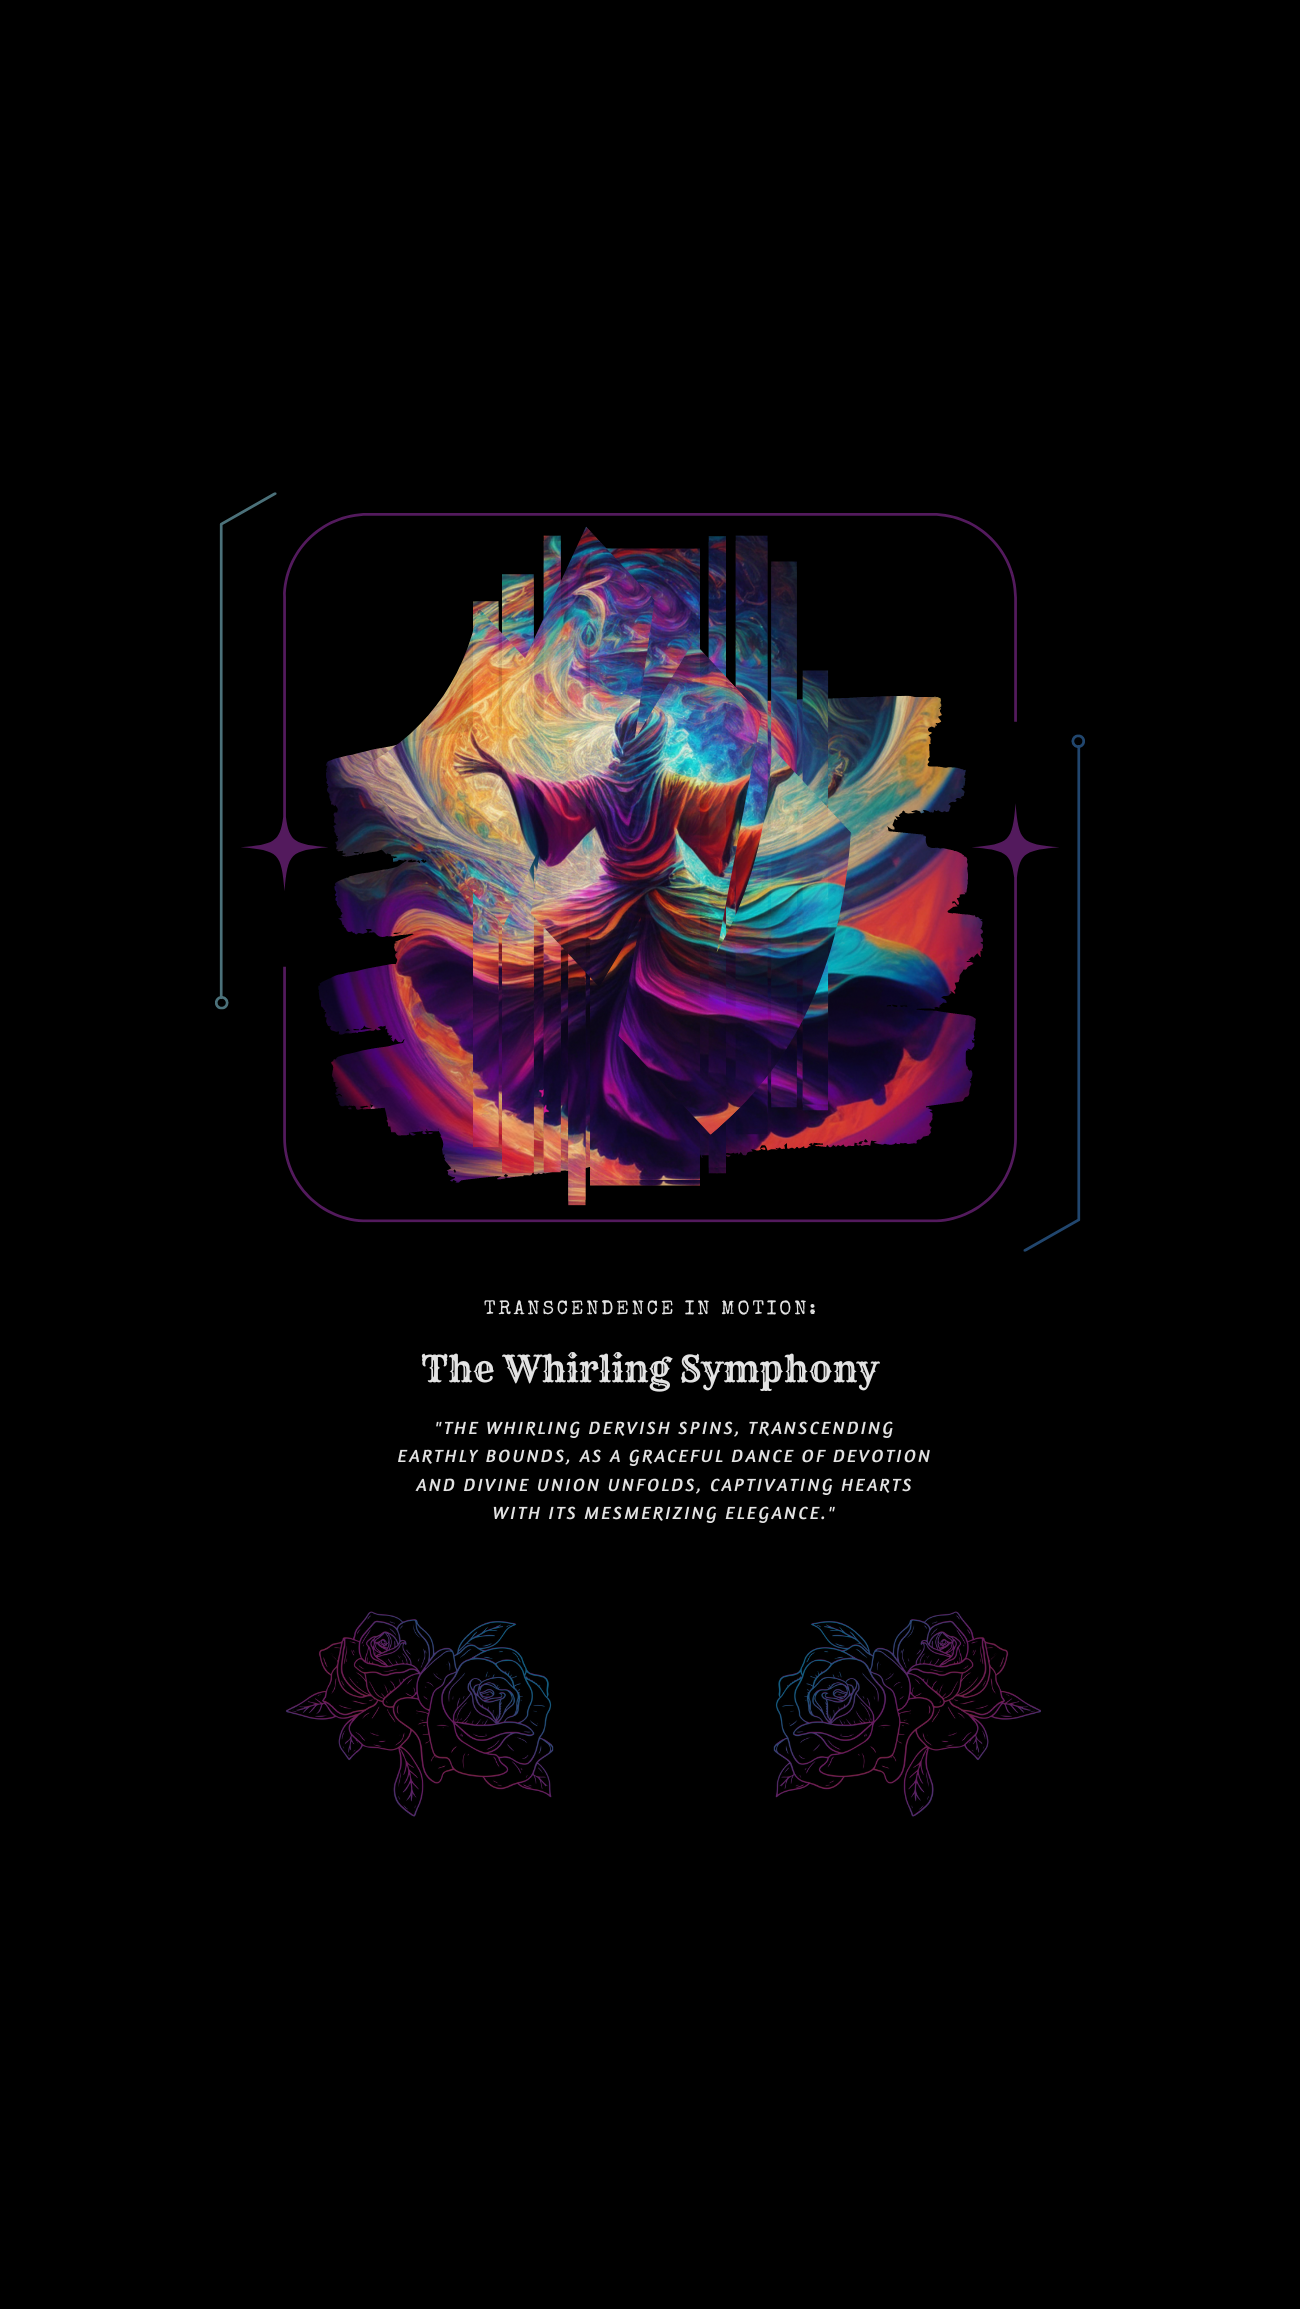 TRANSCENDENCE IN MOTION:
The Whirling Symphony
"THE WHIRLING DERVISH SPINS, TRANSCENDING
EARTHLY BOUNDS, AS A GRACEFUL DANCE OF DEVOTION
AND DIVINE UNION UNFOLDS, CAPTIVATING HEARTS
WITH ITS MESMERIZING ELEGANCE."